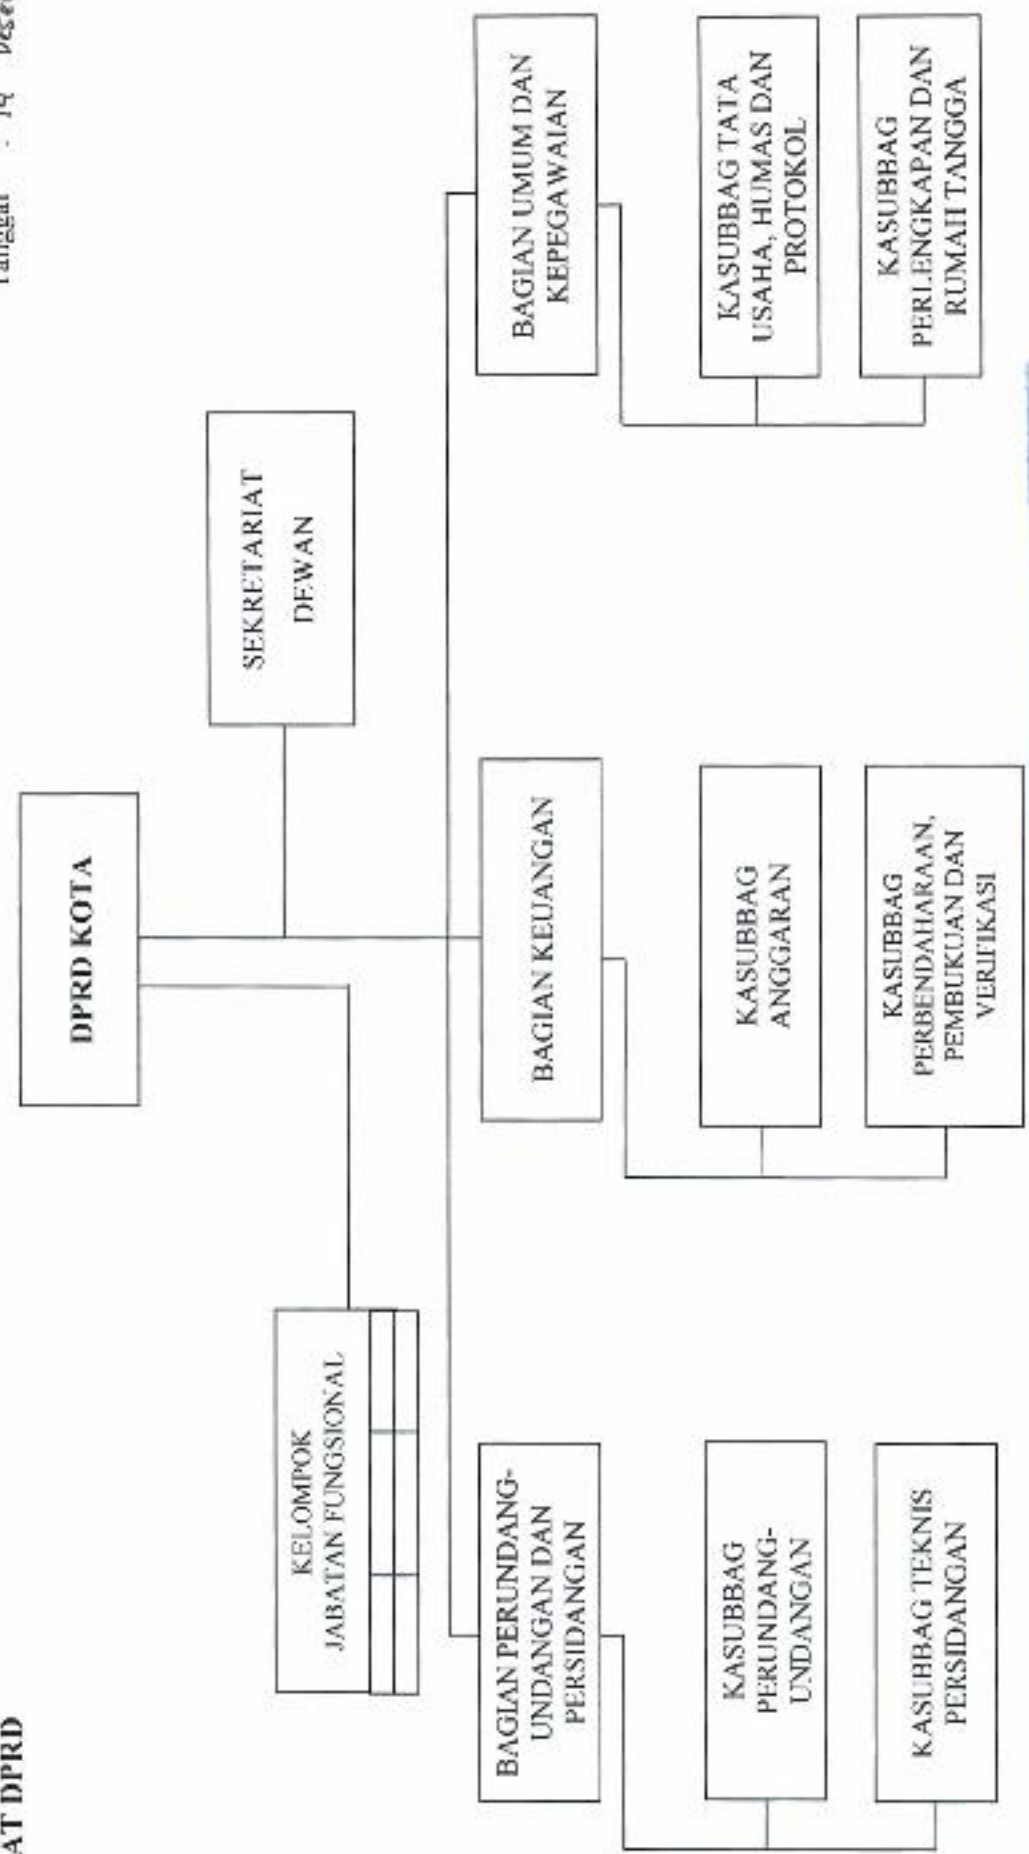 AT DPRD
Tanggal : 14
DPRD KOTA
SEKRETARIAT
DEWAN
KELOMPOK
JABATAN FUNGSIONAL
BAGIAN PERUNDANG-
UNDANGAN DAN
PERSIDANGAN
KASUBBAG
PERUNDANG-
UNDANGAN
KASUBBAG TEKNIS
PERSIDANGAN
BAGIAN KEUANGAN
KASUBBAG
ANGGARAN
KASUBBAG
PERBENDAHARAAN,
PEMBUKUAN DAN
VERIFIKASI
BAGIAN UMUM DAN
KEPEGAWAIAN
KASUBBAG TATA
USAHA, HUMAS DAN
PROTOKOL
KASUBBAG
PERLENGKAPAN DAN
RUMAH TANGGA